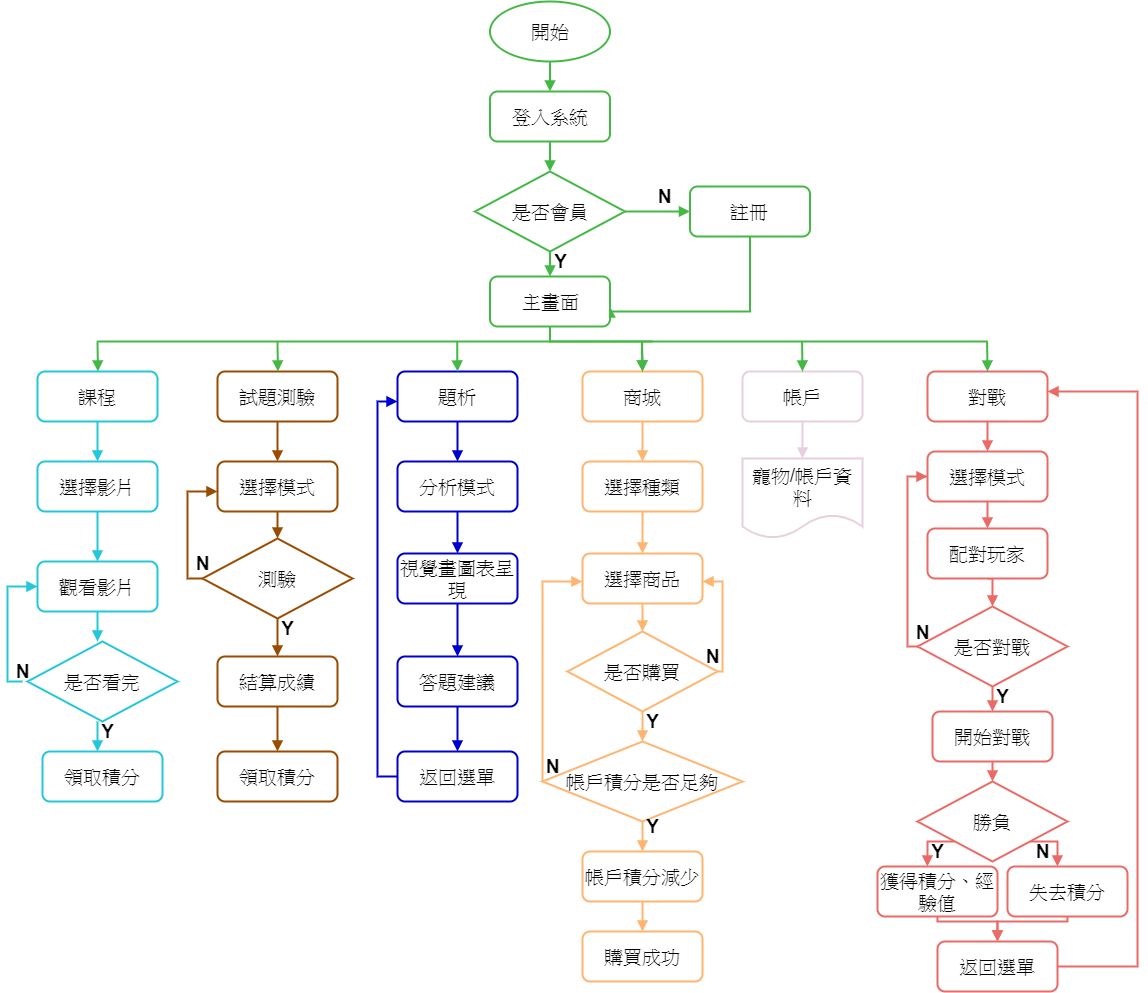 開始
登入系統
是否會員
N
註冊
Y
主畫面
課程
選擇影片
觀看影片
N
是否看完
Y
領取積分
試題測驗
選擇模式
N
測驗
Y
結算成績
領取積分
題析
分析模式
視覺畫圖表呈
現
答題建議
返回選單
商城
選擇種類
選擇商品
是否購買
N
Y
N
帳戶積分是否足夠
Y
帳戶積分減少
購買成功
帳戶
寵物/帳戶資
料
對戰
選擇模式
配對玩家
N
是否對戰
Y
開始對戰
勝負
Y
N
獲得積分、經
驗值
失去積分
返回選單